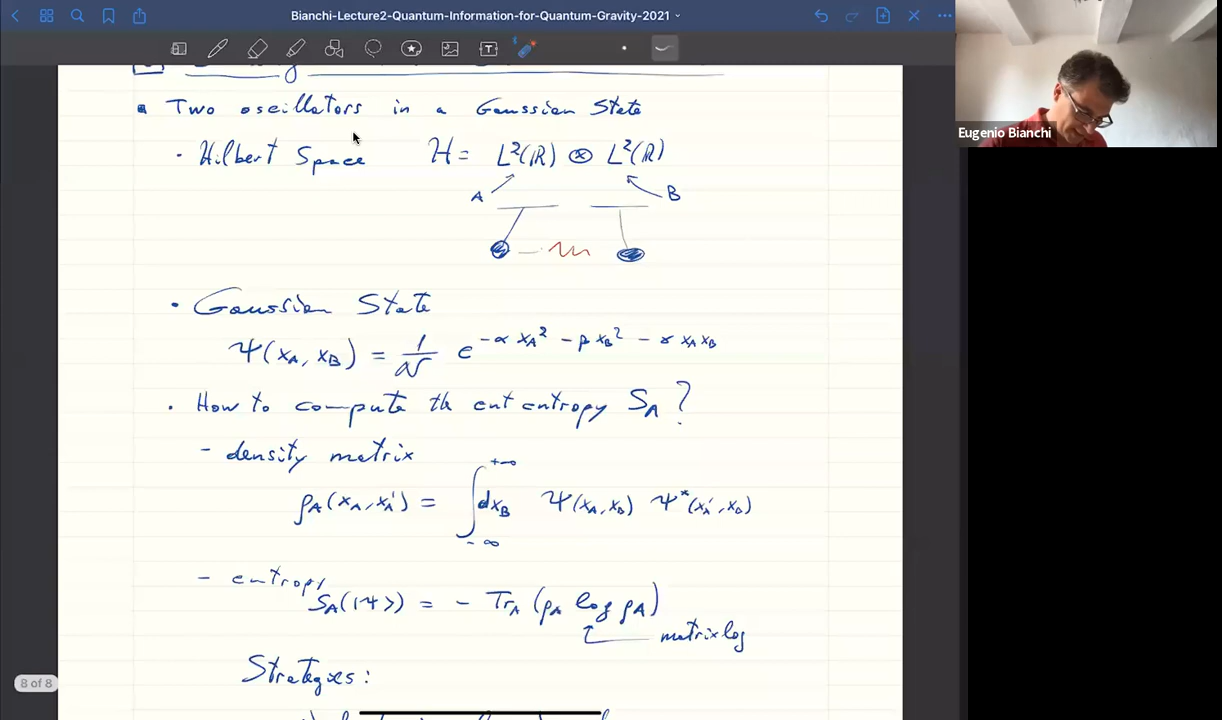 Bianchi-Lecture2-Quantum-Information-for-Quantum-Gravity-2021
Eugenio Bianchi
▪ Two oscillators in a Gaussian State
· Hilbert Space H = L²(ℝ) ⊗ L²(ℝ)
A B
· Gaussian State
Ψ(x_A, x_B) = 1/N e^{-α x_A² - β x_B² - γ x_A x_B}
· How to compute the ent entropy S_A ?
- density matrix
ρ_A(x_A, x_A') = ∫_{-∞}^{+∞} dx_B Ψ(x_A, x_B) Ψ*(x_A', x_B)
- entropy
S_A(|Ψ>) = - Tr_A (ρ_A log ρ_A)
matrix log
Strategies:
8 of 8